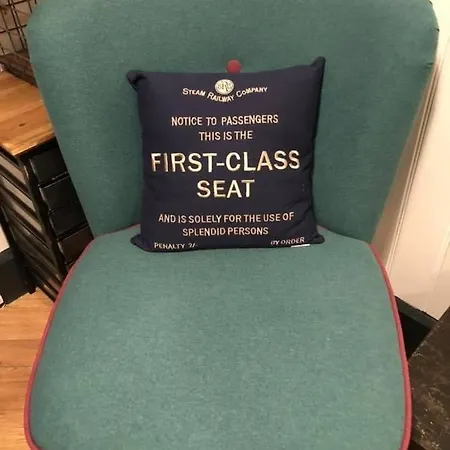 STEAM RAILWAY COMPANY
NOTICE TO PASSENGERS
THIS IS THE
FIRST-CLASS
SEAT
AND IS SOLELY FOR THE USE OF
SPLENDID PERSONS
PENALTY 2/- BY ORDER